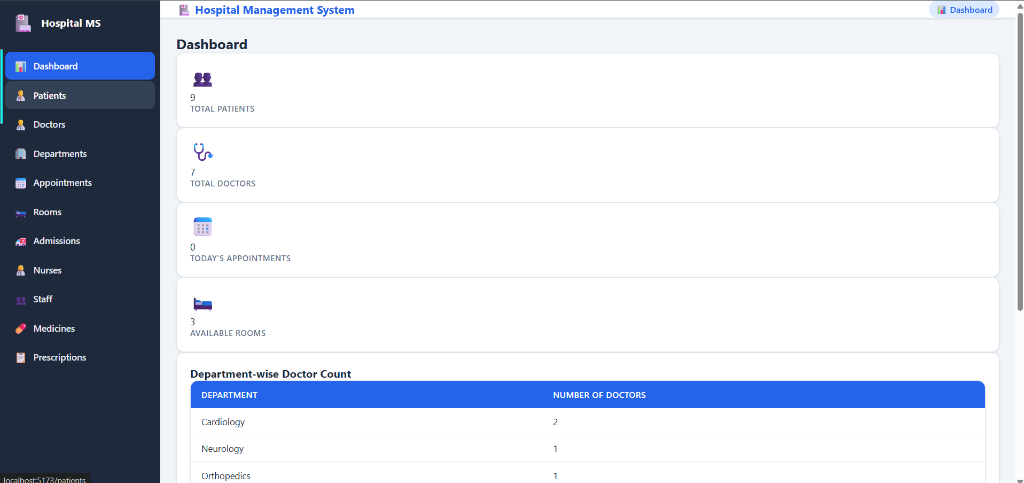 Hospital MS
Hospital Management System
Dashboard
Dashboard
Patients
Doctors
Departments
Appointments
Rooms
Admissions
Nurses
Staff
Medicines
Prescriptions
Dashboard
9
TOTAL PATIENTS
7
TOTAL DOCTORS
0
TODAY'S APPOINTMENTS
3
AVAILABLE ROOMS
Department-wise Doctor Count
DEPARTMENT NUMBER OF DOCTORS
Cardiology 2
Neurology 1
Orthopedics 1
localhost:5173/patients